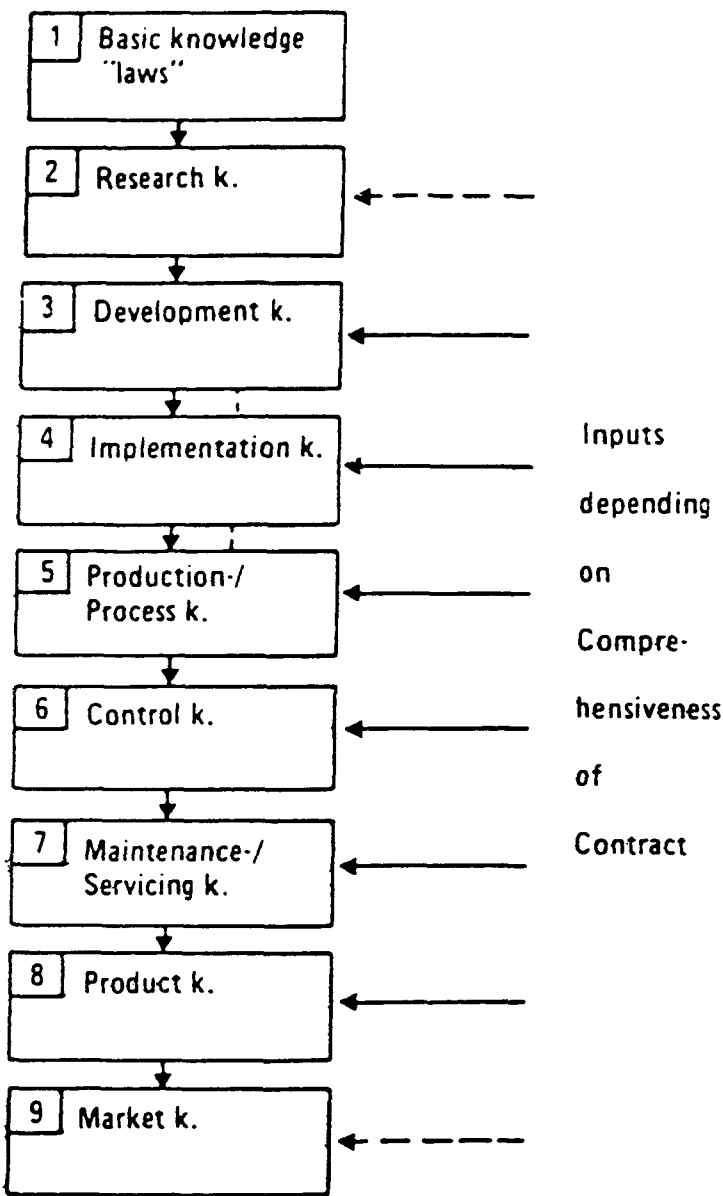 1 Basic knowledge
"laws"
2 Research k.
3 Development k.
4 Implementation k.
5 Production-/
Process k.
6 Control k.
7 Maintenance-/
Servicing k.
8 Product k.
9 Market k.
Inputs
depending
on
Compre-
hensiveness
of
Contract